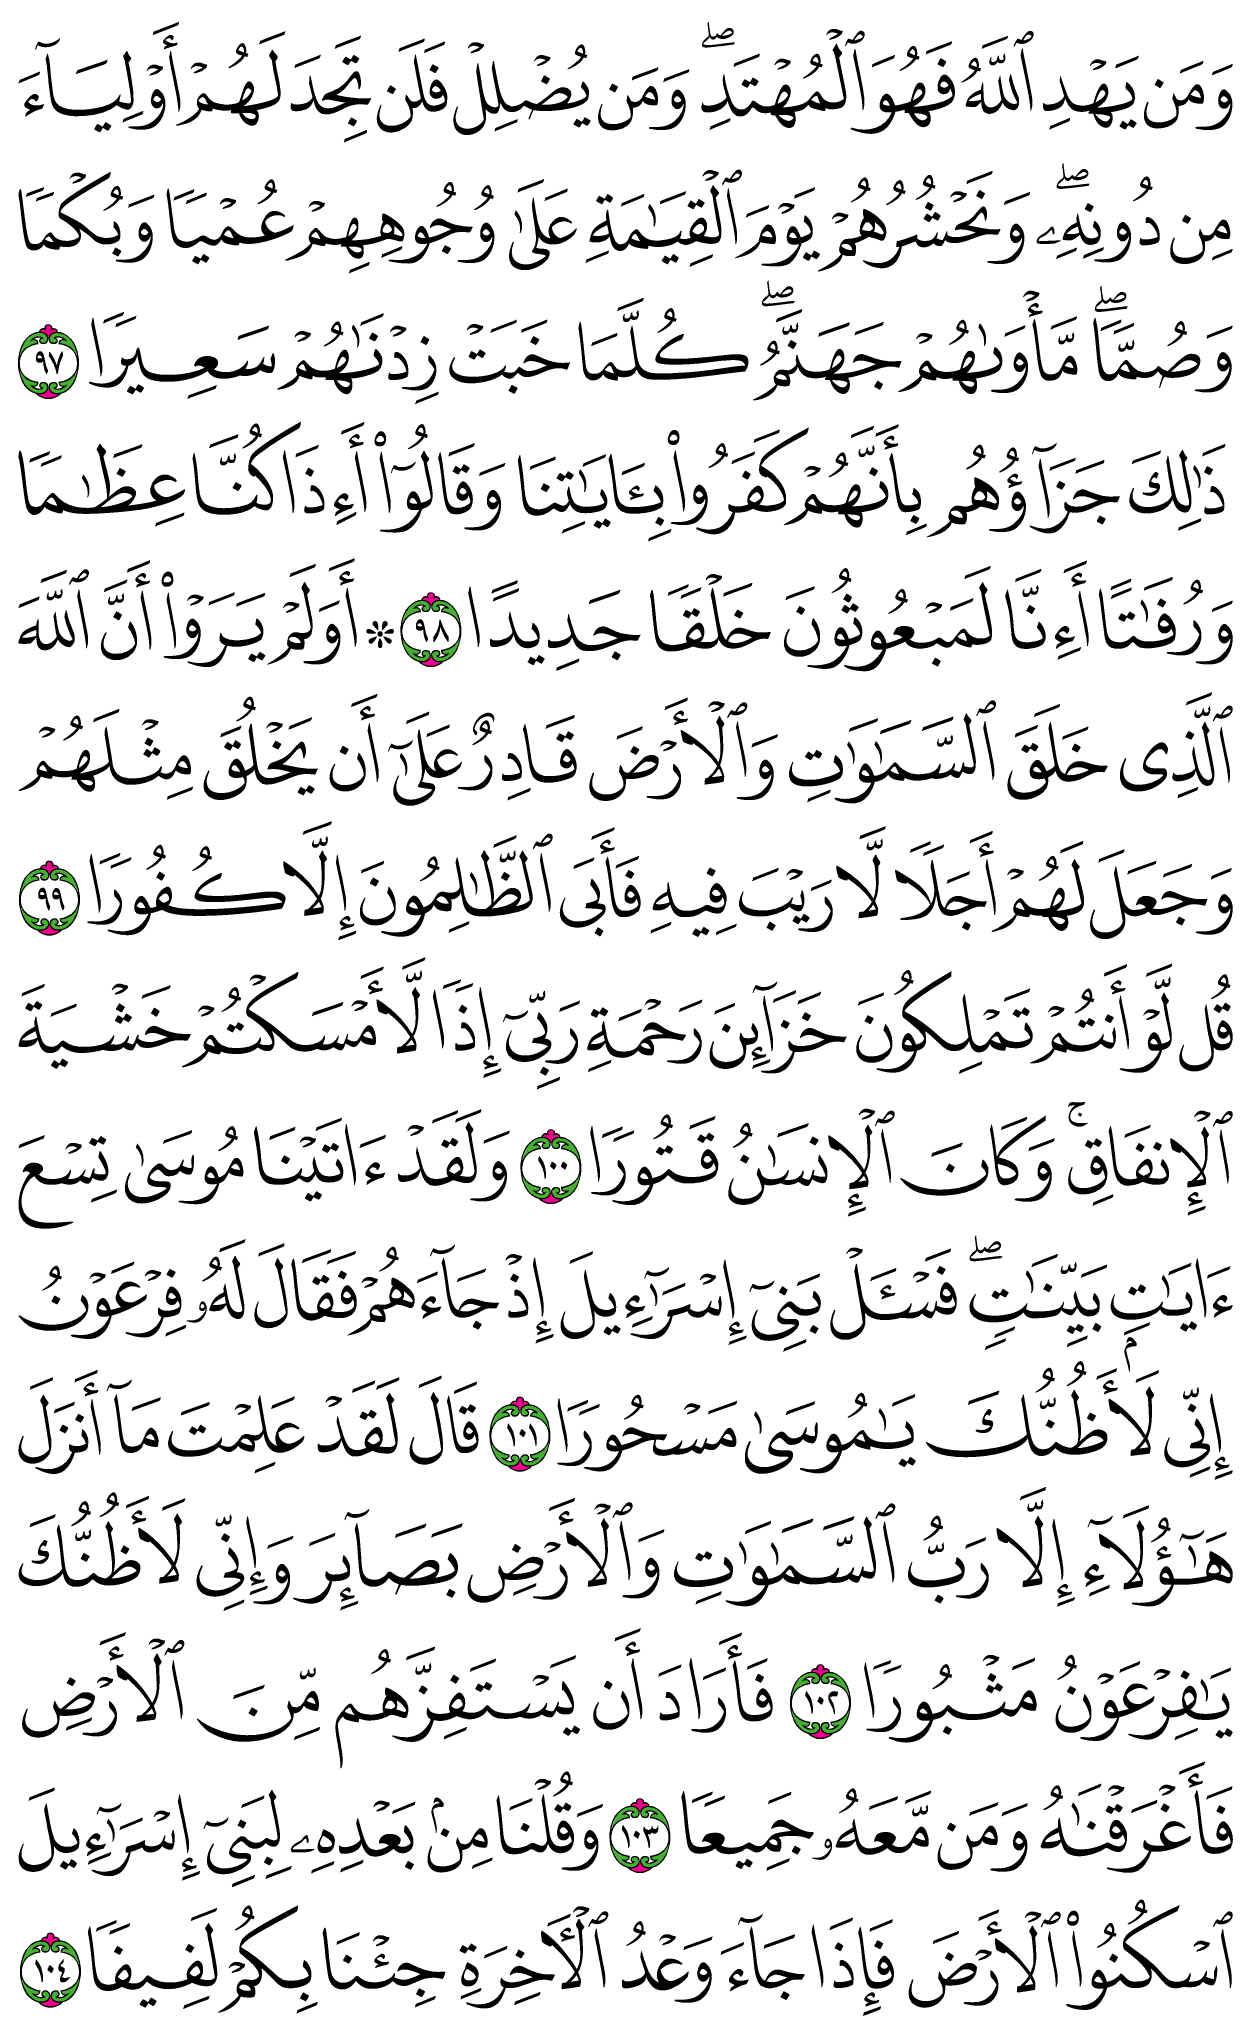 وَمَن يَهْدِ ٱللَّهُ فَهُوَ ٱلْمُهْتَدِۖ وَمَن يُضْلِلْ فَلَن تَجِدَ لَهُمْ أَوْلِيَآءَ
مِن دُونِهِۦۖ وَنَحْشُرُهُمْ يَوْمَ ٱلْقِيَٰمَةِ عَلَىٰ وُجُوهِهِمْ عُمْيًا وَبُكْمًا
وَصُمًّاۖ مَّأْوَىٰهُمْ جَهَنَّمُۖ كُلَّمَا خَبَتْ زِدْنَٰهُمْ سَعِيرًا ٩٧
ذَٰلِكَ جَزَآؤُهُم بِأَنَّهُمْ كَفَرُوا۟ بِـَٔايَٰتِنَا وَقَالُوٓا۟ أَءِذَا كُنَّا عِظَٰمًا
وَرُفَٰتًا أَءِنَّا لَمَبْعُوثُونَ خَلْقًا جَدِيدًا ٩٨ * أَوَلَمْ يَرَوْا۟ أَنَّ ٱللَّهَ
ٱلَّذِى خَلَقَ ٱلسَّمَٰوَٰتِ وَٱلْأَرْضَ قَادِرٌ عَلَىٰٓ أَن يَخْلُقَ مِثْلَهُمْ
وَجَعَلَ لَهُمْ أَجَلًا لَّا رَيْبَ فِيهِ فَأَبَى ٱلظَّٰلِمُونَ إِلَّا كُفُورًا ٩٩
قُل لَّوْ أَنتُمْ تَمْلِكُونَ خَزَآئِنَ رَحْمَةِ رَبِّىٓ إِذًا لَّأَمْسَكْتُمْ خَشْيَةَ
ٱلْإِنفَاقِۚ وَكَانَ ٱلْإِنسَٰنُ قَتُورًا ١٠٠ وَلَقَدْ ءَاتَيْنَا مُوسَىٰ تِسْعَ
ءَايَٰتٍۭ بَيِّنَٰتٍۖ فَسْـَٔلْ بَنِىٓ إِسْرَٰٓءِيلَ إِذْ جَآءَهُمْ فَقَالَ لَهُۥ فِرْعَوْنُ
إِنِّى لَأَظُنُّكَ يَٰمُوسَىٰ مَسْحُورًا ١٠١ قَالَ لَقَدْ عَلِمْتَ مَآ أَنزَلَ
هَٰٓؤُلَآءِ إِلَّا رَبُّ ٱلسَّمَٰوَٰتِ وَٱلْأَرْضِ بَصَآئِرَ وَإِنِّى لَأَظُنُّكَ
يَٰفِرْعَوْنُ مَثْبُورًا ١٠٢ فَأَرَادَ أَن يَسْتَفِزَّهُم مِّنَ ٱلْأَرْضِ
فَأَغْرَقْنَٰهُ وَمَن مَّعَهُۥ جَمِيعًا ١٠٣ وَقُلْنَا مِنۢ بَعْدِهِۦ لِبَنِىٓ إِسْرَٰٓءِيلَ
ٱسْكُنُوا۟ ٱلْأَرْضَ فَإِذَا جَآءَ وَعْدُ ٱلْـَٔاخِرَةِ جِئْنَا بِكُمْ لَفِيفًا ١٠٤